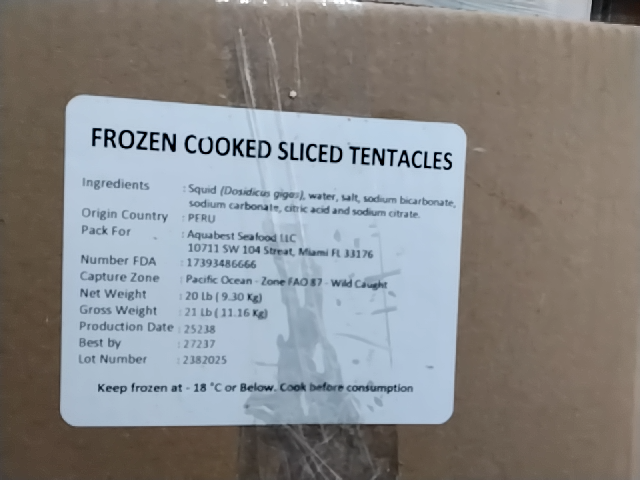 FROZEN COOKED SLICED TENTACLES
Ingredients : Squid (Dosidicus gigas), water, salt, sodium bicarbonate,
sodium carbonate, citric acid and sodium citrate.
Origin Country : PERU
Pack For : Aquabest Seafood LLC
10711 SW 104 Streat, Miami FL 33176
Number FDA : 17393486666
Capture Zone : Pacific Ocean - Zone FAO 87 - Wild Caught
Net Weight : 20 Lb ( 9.30 Kg)
Gross Weight : 21 Lb ( 11.16 Kg)
Production Date : 25238
Best by : 27237
Lot Number : 2382025
Keep frozen at - 18 °C or Below. Cook before consumption